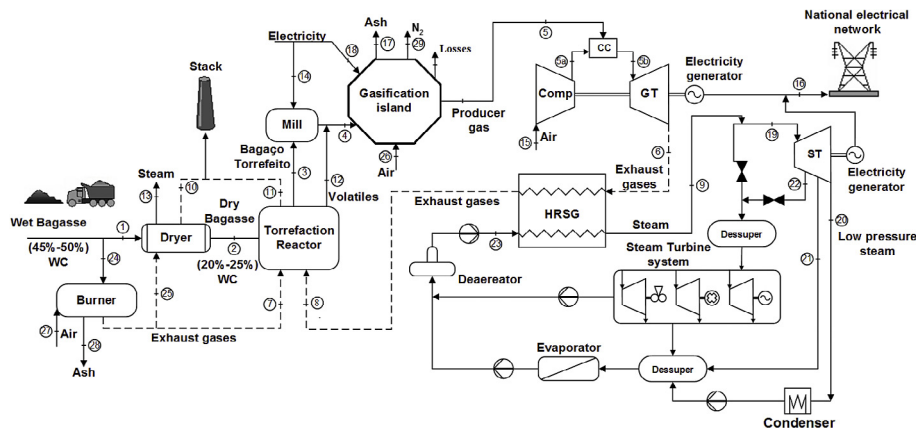 National electrical
network
Ash
N2
Losses
Electricity
18
17
29
5
CC
5a
5b
Electricity
generator
16
Stack
14
Gasification
island
Comp
GT
Producer
gas
Mill
4
Air
15
19
ST
Bagaço
Torrefeito
26
Air
6
Exhaust
gases
22
Electricity
generator
Steam
13
10
11
3
12
Volatiles
Exhaust gases
HRSG
9
Steam
20
Wet Bagasse
Dry
Bagasse
1
Dryer
2
Torrefaction
Reactor
23
Dessuper
Low pressure
steam
21
(45%-50%)
WC
24
(20%-25%)
WC
Deaereator
Steam Turbine
system
25
7
8
Burner
27
Air
Exhaust gases
28
Ash
Evaporator
Dessuper
Condenser